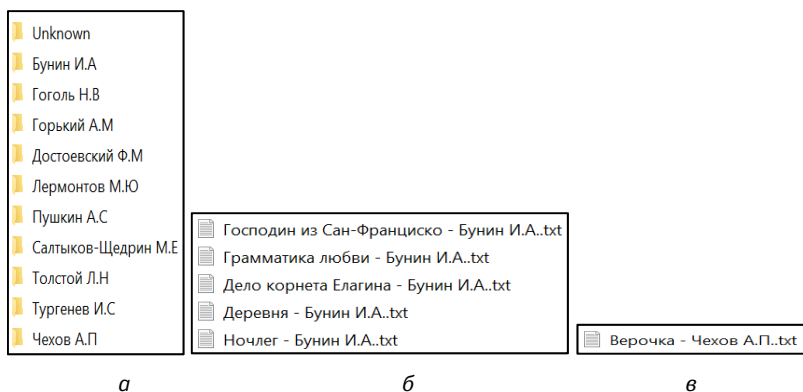 Unknown
Бунин И.А
Гоголь Н.В
Горький А.М
Достоевский Ф.М
Лермонтов М.Ю
Пушкин А.С
Салтыков-Щедрин М.Е
Толстой Л.Н
Тургенев И.С
Чехов А.П
Господин из Сан-Франциско - Бунин И.А..txt
Грамматика любви - Бунин И.А..txt
Дело корнета Елагина - Бунин И.А..txt
Деревня - Бунин И.А..txt
Ночлег - Бунин И.А..txt
Верочка - Чехов А.П..txt
а
б
в